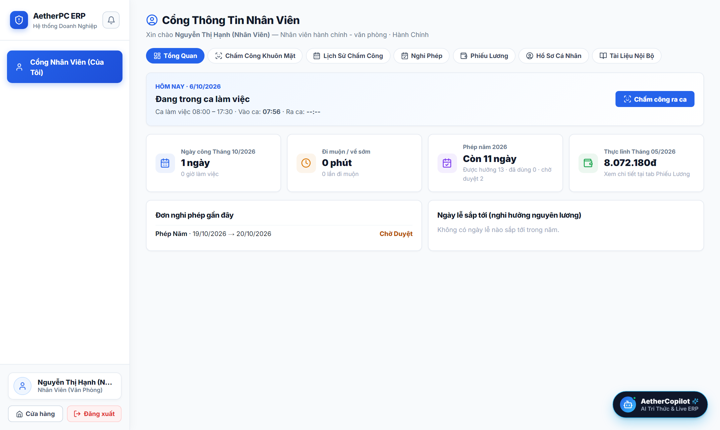 AetherPC ERP
Hệ thống Doanh Nghiệp
Cổng Nhân Viên (Của
Tôi)
Nguyễn Thị Hạnh (N...
Nhân Viên (Văn Phòng)
Cửa hàng
Đăng xuất
Cổng Thông Tin Nhân Viên
Xin chào Nguyễn Thị Hạnh (Nhân Viên) — Nhân viên hành chính - văn phòng · Hành Chính
Tổng Quan
Chấm Công Khuôn Mặt
Lịch Sử Chấm Công
Nghỉ Phép
Phiếu Lương
Hồ Sơ Cá Nhân
Tài Liệu Nội Bộ
HÔM NAY · 6/10/2026
Đang trong ca làm việc
Ca làm việc 08:00 – 17:30 · Vào ca: 07:56 · Ra ca: --:--
Chấm công ra ca
Ngày công Tháng 10/2026
1 ngày
0 giờ làm việc
Đi muộn / về sớm
0 phút
0 lần đi muộn
Phép năm 2026
Còn 11 ngày
Được hưởng 13 · đã dùng 0 · chờ
duyệt 2
Thực lĩnh Tháng 05/2026
8.072.180đ
Xem chi tiết tại tab Phiếu Lương
Đơn nghỉ phép gần đây
Phép Năm · 19/10/2026 → 20/10/2026
Chờ Duyệt
Ngày lễ sắp tới (nghỉ hưởng nguyên lương)
Không có ngày lễ nào sắp tới trong năm.
AetherCopilot
AI Tri Thức & Live ERP